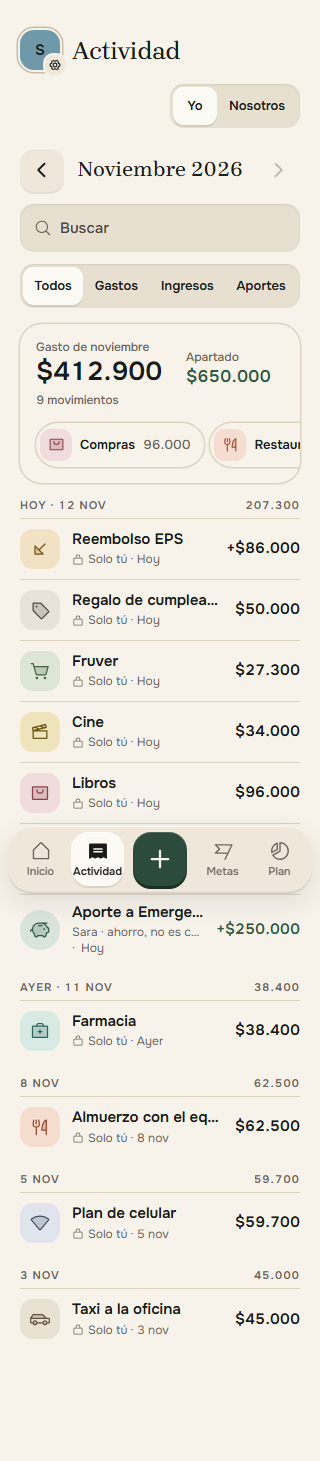 S
Actividad
Yo
Nosotros
Noviembre 2026
Buscar
Todos
Gastos
Ingresos
Aportes
Gasto de noviembre
$412.900
Apartado
$650.000
9 movimientos
Compras 96.000
Restaur
HOY · 12 NOV
207.300
Reembolso EPS
Solo tú · Hoy
+$86.000
Regalo de cumplea...
Solo tú · Hoy
$50.000
Fruver
Solo tú · Hoy
$27.300
Cine
Solo tú · Hoy
$34.000
Libros
Solo tú · Hoy
$96.000
Inicio
Actividad
Metas
Plan
Aporte a Emerge...
Sara · ahorro, no es c...
· Hoy
+$250.000
AYER · 11 NOV
38.400
Farmacia
Solo tú · Ayer
$38.400
8 NOV
62.500
Almuerzo con el eq...
Solo tú · 8 nov
$62.500
5 NOV
59.700
Plan de celular
Solo tú · 5 nov
$59.700
3 NOV
45.000
Taxi a la oficina
Solo tú · 3 nov
$45.000